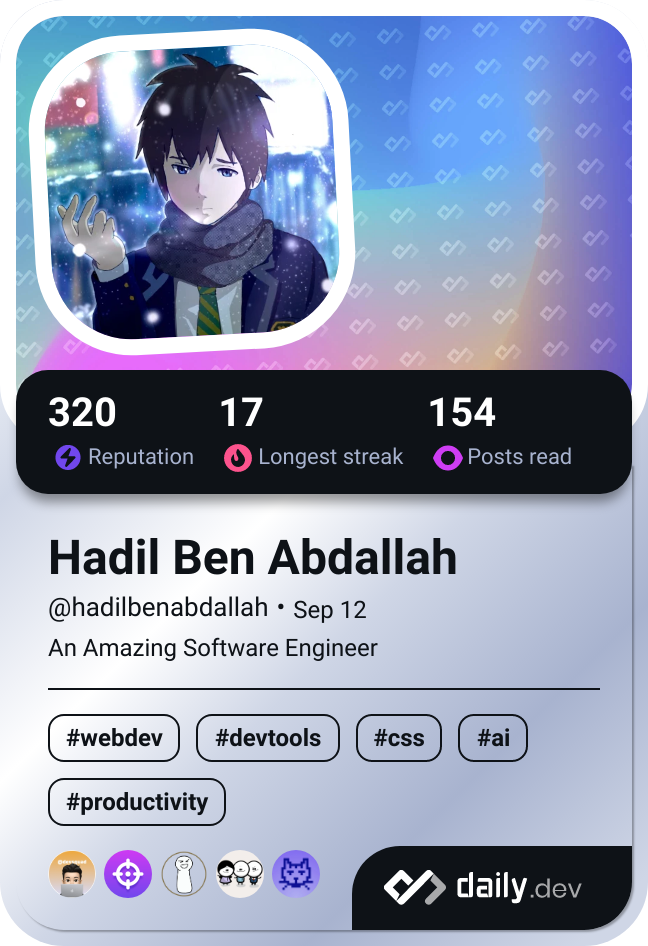 320 17 154
Reputation Longest streak Posts read
Hadil Ben Abdallah
@hadilbenabdallah • Sep 12
An Amazing Software Engineer
#webdev #devtools #css #ai
#productivity
daily.dev